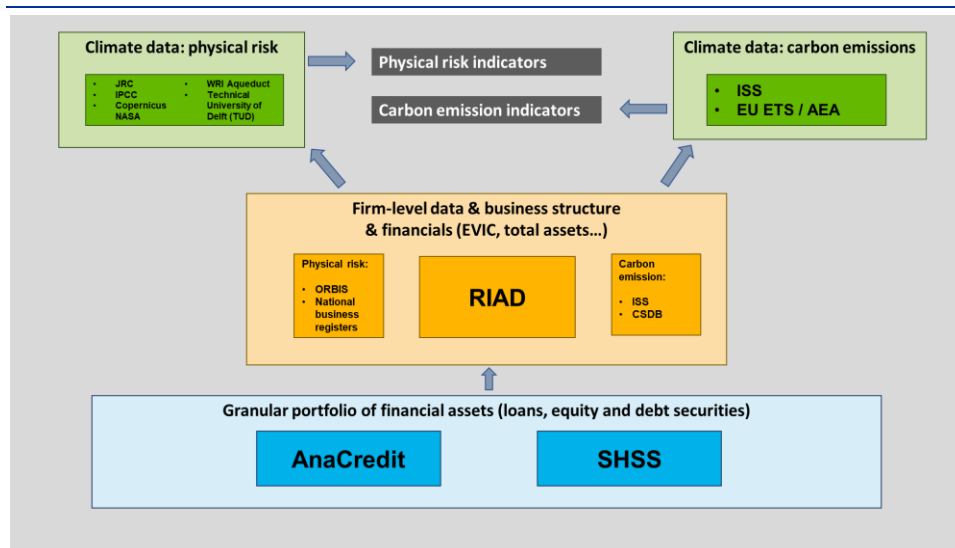 Climate data: physical risk
• JRC
• IPCC
• Copernicus
NASA
• WRI Aqueduct
• Technical
University of
Delft (TUD)
Physical risk indicators
Carbon emission indicators
Climate data: carbon emissions
• ISS
• EU ETS / AEA
Firm-level data & business structure
& financials (EVIC, total assets...)
Physical risk:
• ORBIS
• National
business
registers
RIAD
Carbon
emission:
• ISS
• CSDB
Granular portfolio of financial assets (loans, equity and debt securities)
AnaCredit
SHSS